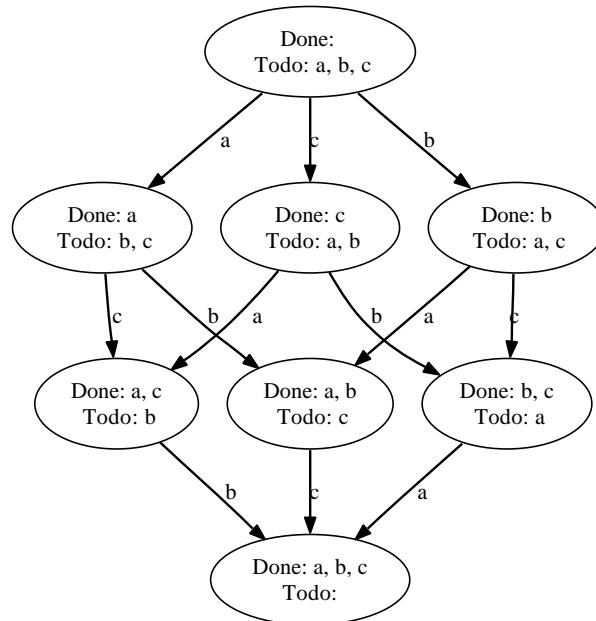 Done:
Todo: a, b, c
a
c
b
Done: a
Todo: b, c
Done: c
Todo: a, b
Done: b
Todo: a, c
c
b
a
b
a
c
Done: a, c
Todo: b
Done: a, b
Todo: c
Done: b, c
Todo: a
b
c
a
Done: a, b, c
Todo: